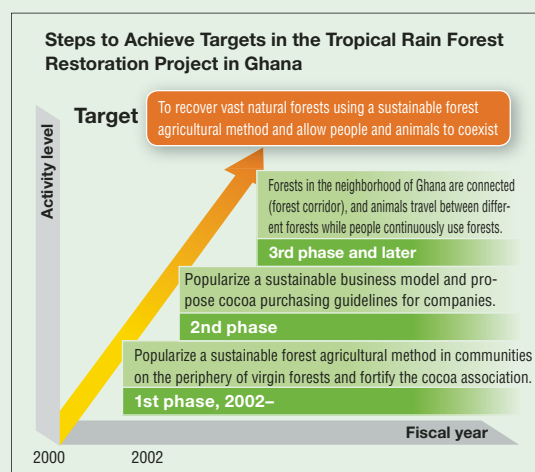 Steps to Achieve Targets in the Tropical Rain Forest
Restoration Project in Ghana
Target
To recover vast natural forests using a sustainable forest
agricultural method and allow people and animals to coexist
Activity level
Forests in the neighborhood of Ghana are connected
(forest corridor), and animals travel between differ-
ent forests while people continuously use forests.
3rd phase and later
Popularize a sustainable business model and pro-
pose cocoa purchasing guidelines for companies.
2nd phase
Popularize a sustainable forest agricultural method in communities
on the periphery of virgin forests and fortify the cocoa association.
1st phase, 2002–
Fiscal year
2000 2002